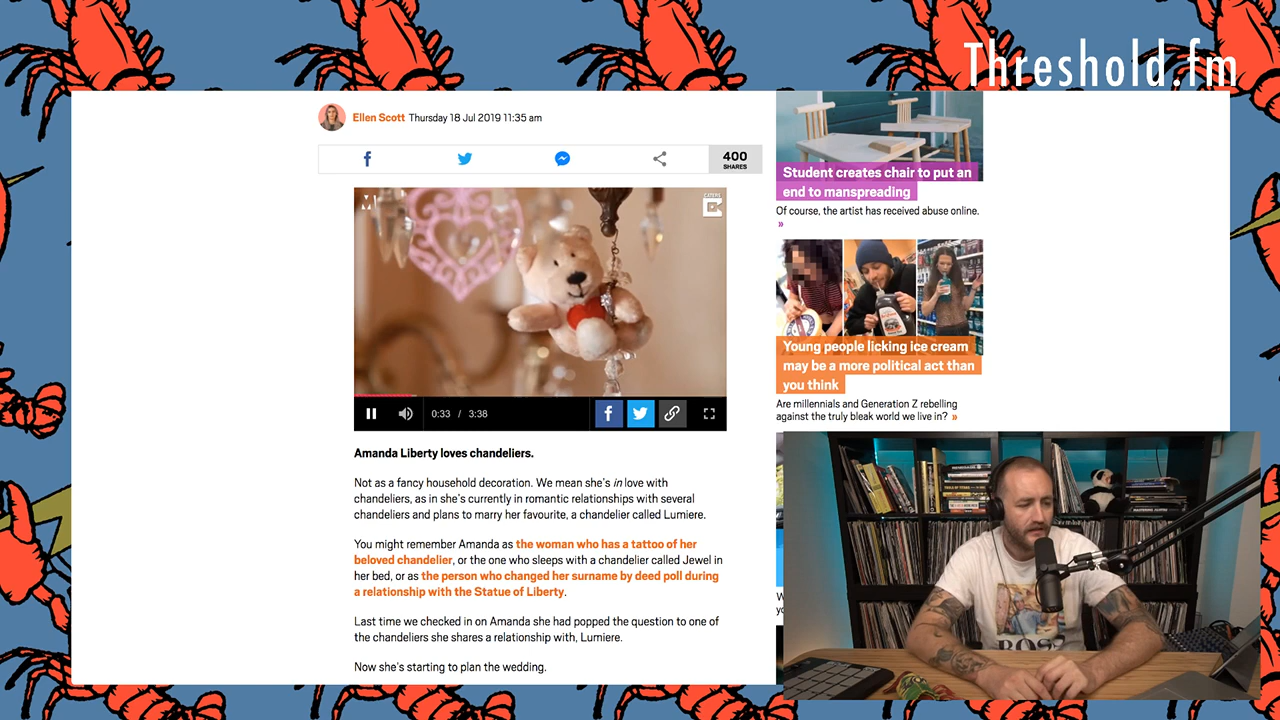 Threshold.fm
Ellen Scott Thursday 18 Jul 2019 11:35 am
400
SHARES
0:33 / 3:38
Amanda Liberty loves chandeliers.
Not as a fancy household decoration. We mean she's in love with
chandeliers, as in she's currently in romantic relationships with several
chandeliers and plans to marry her favourite, a chandelier called Lumiere.
You might remember Amanda as the woman who has a tattoo of her
beloved chandelier, or the one who sleeps with a chandelier called Jewel in
her bed, or as the person who changed her surname by deed poll during
a relationship with the Statue of Liberty.
Last time we checked in on Amanda she had popped the question to one of
the chandeliers she shares a relationship with, Lumiere.
Now she's starting to plan the wedding.
Student creates chair to put an
end to manspreading
Of course, the artist has received abuse online.
»
Young people licking ice cream
may be a more political act than
you think
Are millennials and Generation Z rebelling
against the truly bleak world we live in? »